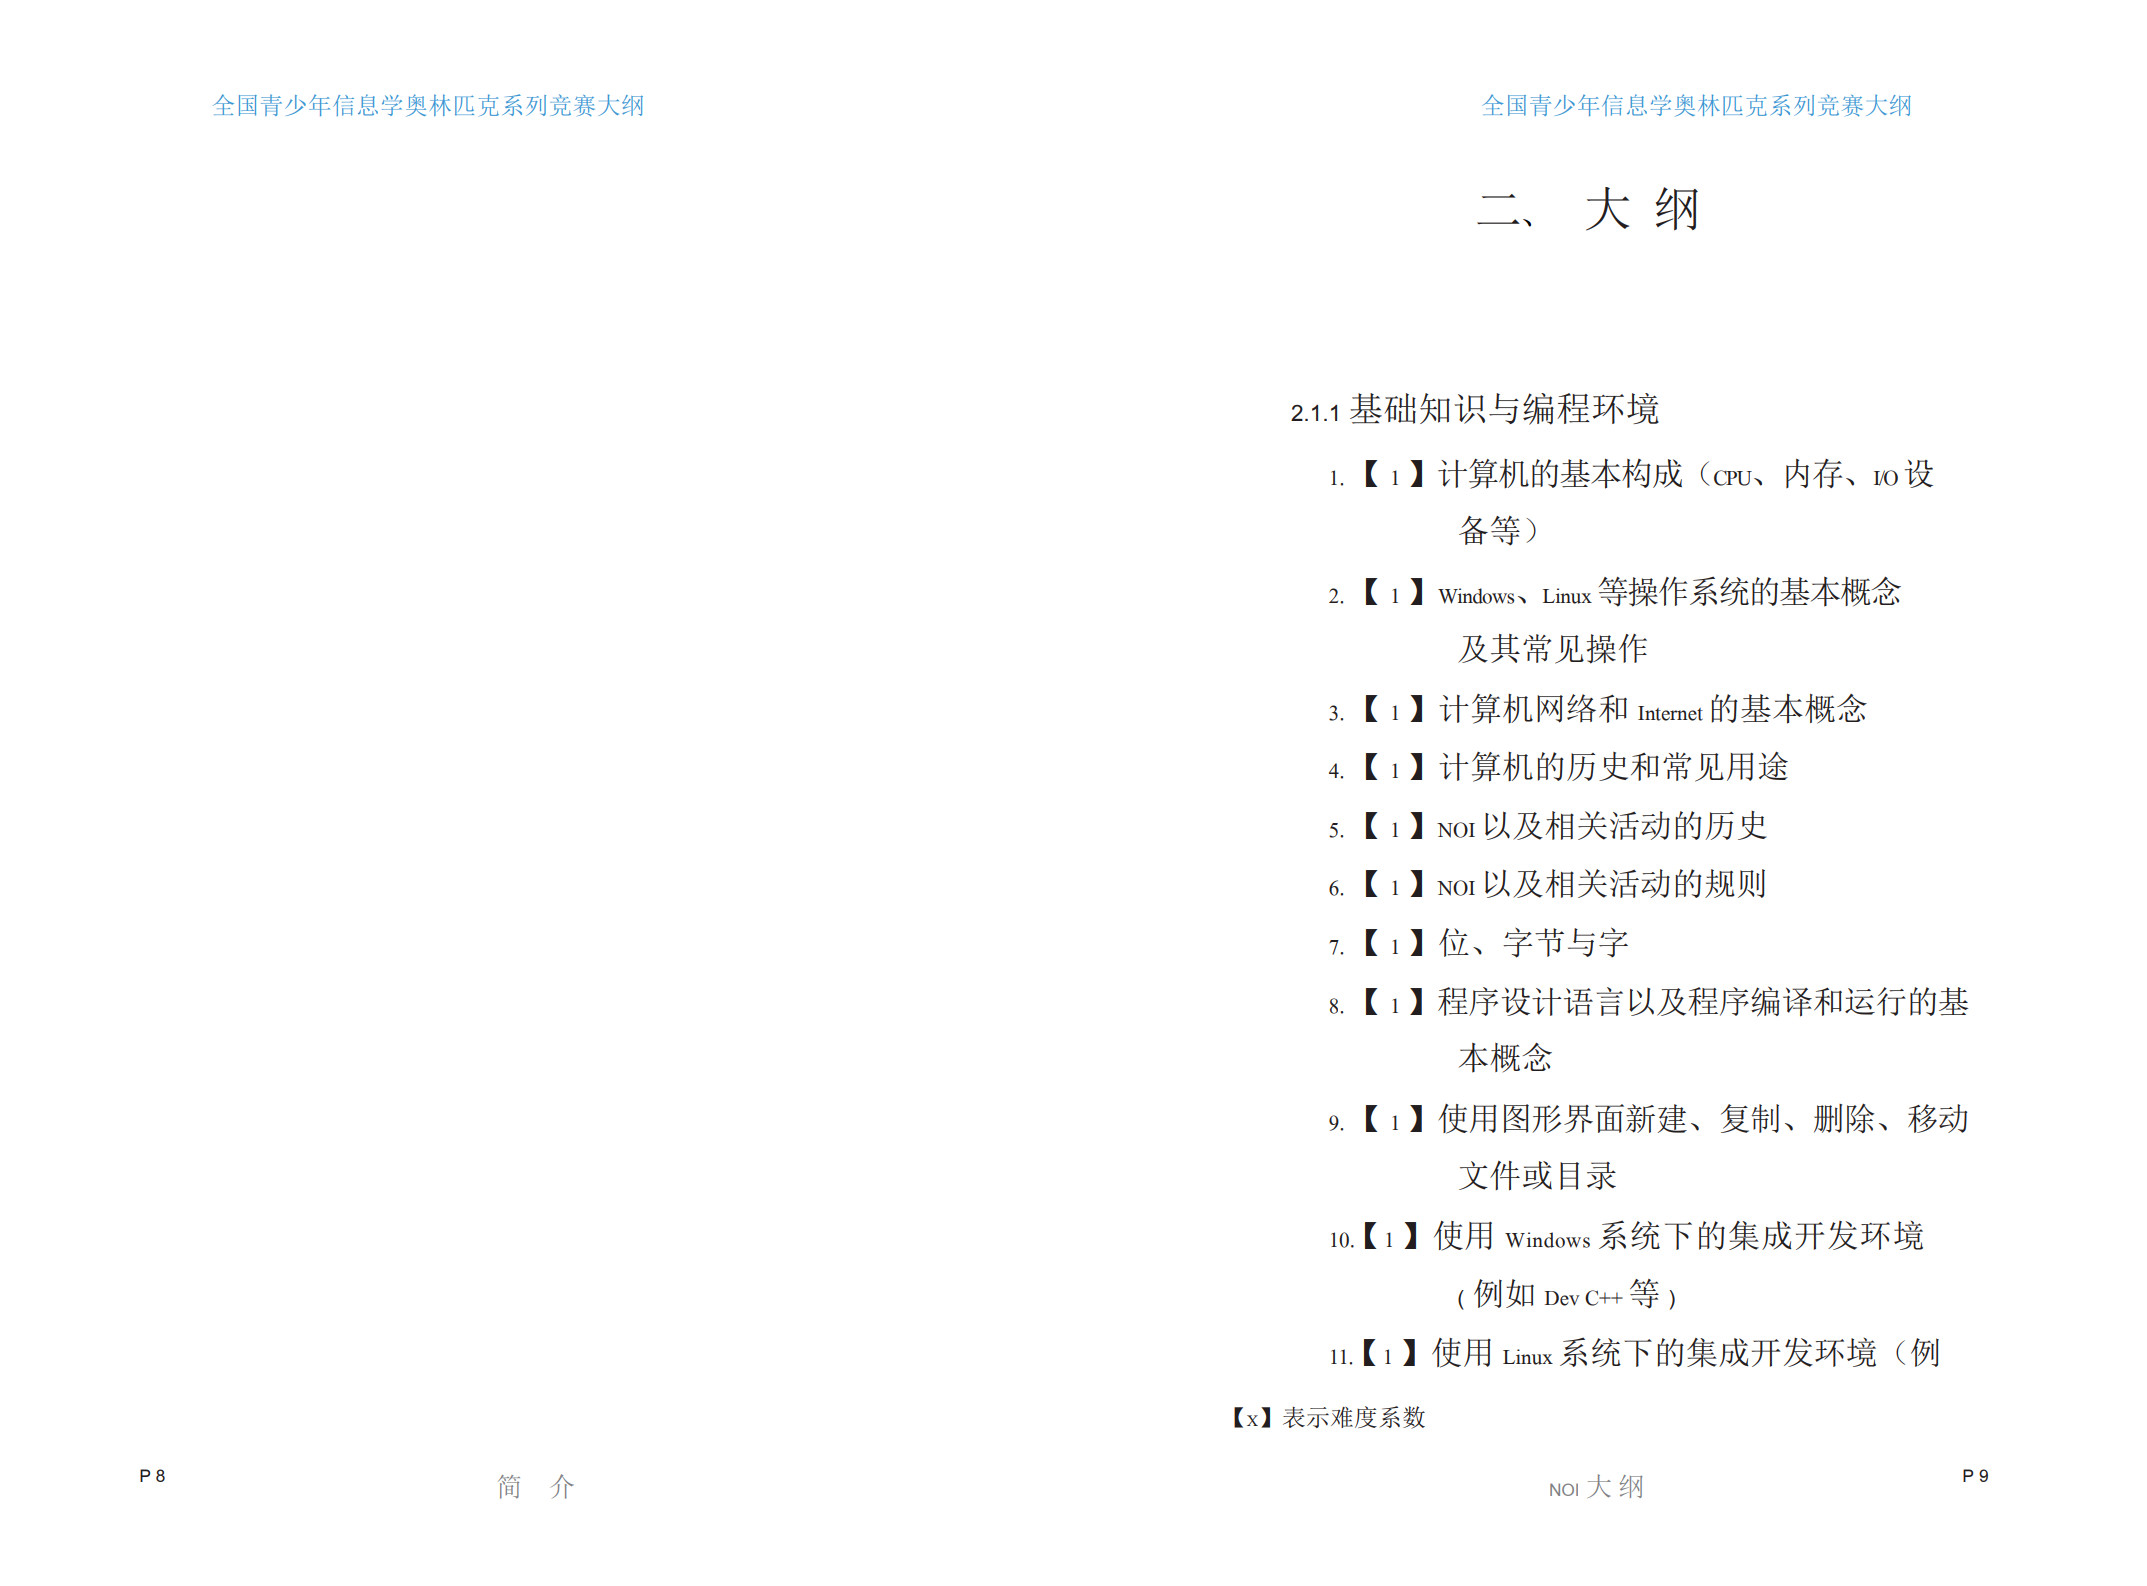 全国青少年信息学奥林匹克系列竞赛大纲
P 8
简 介
全国青少年信息学奥林匹克系列竞赛大纲
二、 大 纲
2.1.1 基础知识与编程环境
1. 【 1 】计算机的基本构成（CPU、内存、I/O 设
备等）
2. 【 1 】Windows、Linux 等操作系统的基本概念
及其常见操作
3. 【 1 】计算机网络和 Internet 的基本概念
4. 【 1 】计算机的历史和常见用途
5. 【 1 】NOI 以及相关活动的历史
6. 【 1 】NOI 以及相关活动的规则
7. 【 1 】位、字节与字
8. 【 1 】程序设计语言以及程序编译和运行的基
本概念
9. 【 1 】使用图形界面新建、复制、删除、移动
文件或目录
10.【 1 】使用 Windows 系统下的集成开发环境
( 例如 Dev C++ 等 )
11.【 1 】使用 Linux 系统下的集成开发环境（例
【x】表示难度系数
NOI 大 纲
P 9